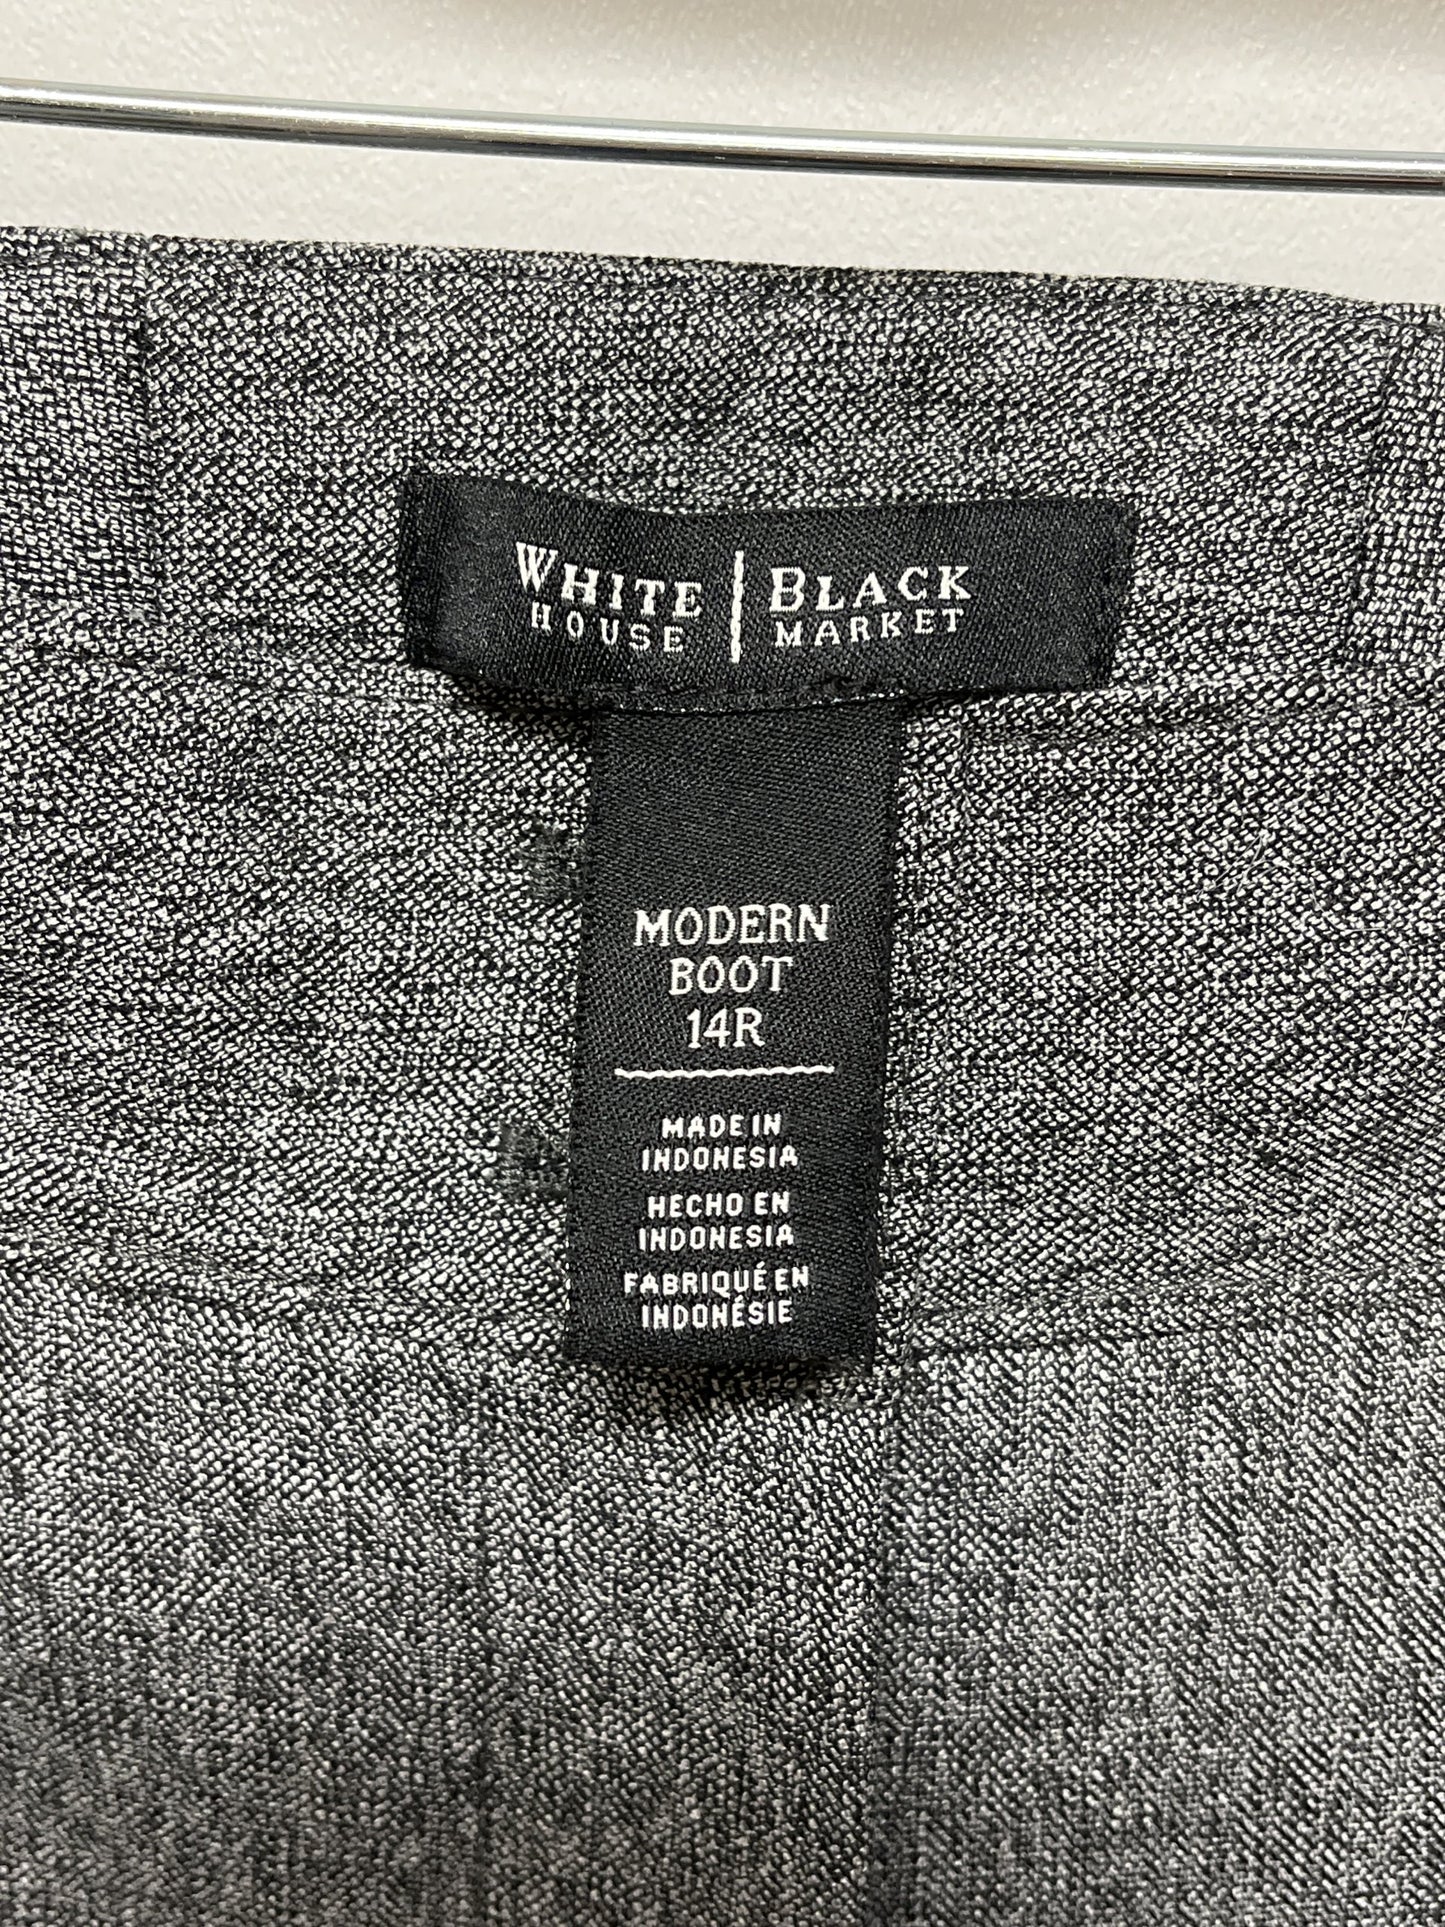 WHITE | BLACK
HOUSE | MARKET
MODERN
BOOT
14R
MADE IN
INDONESIA
HECHO EN
INDONESIA
FABRIQUÉ EN
INDONÉSIE